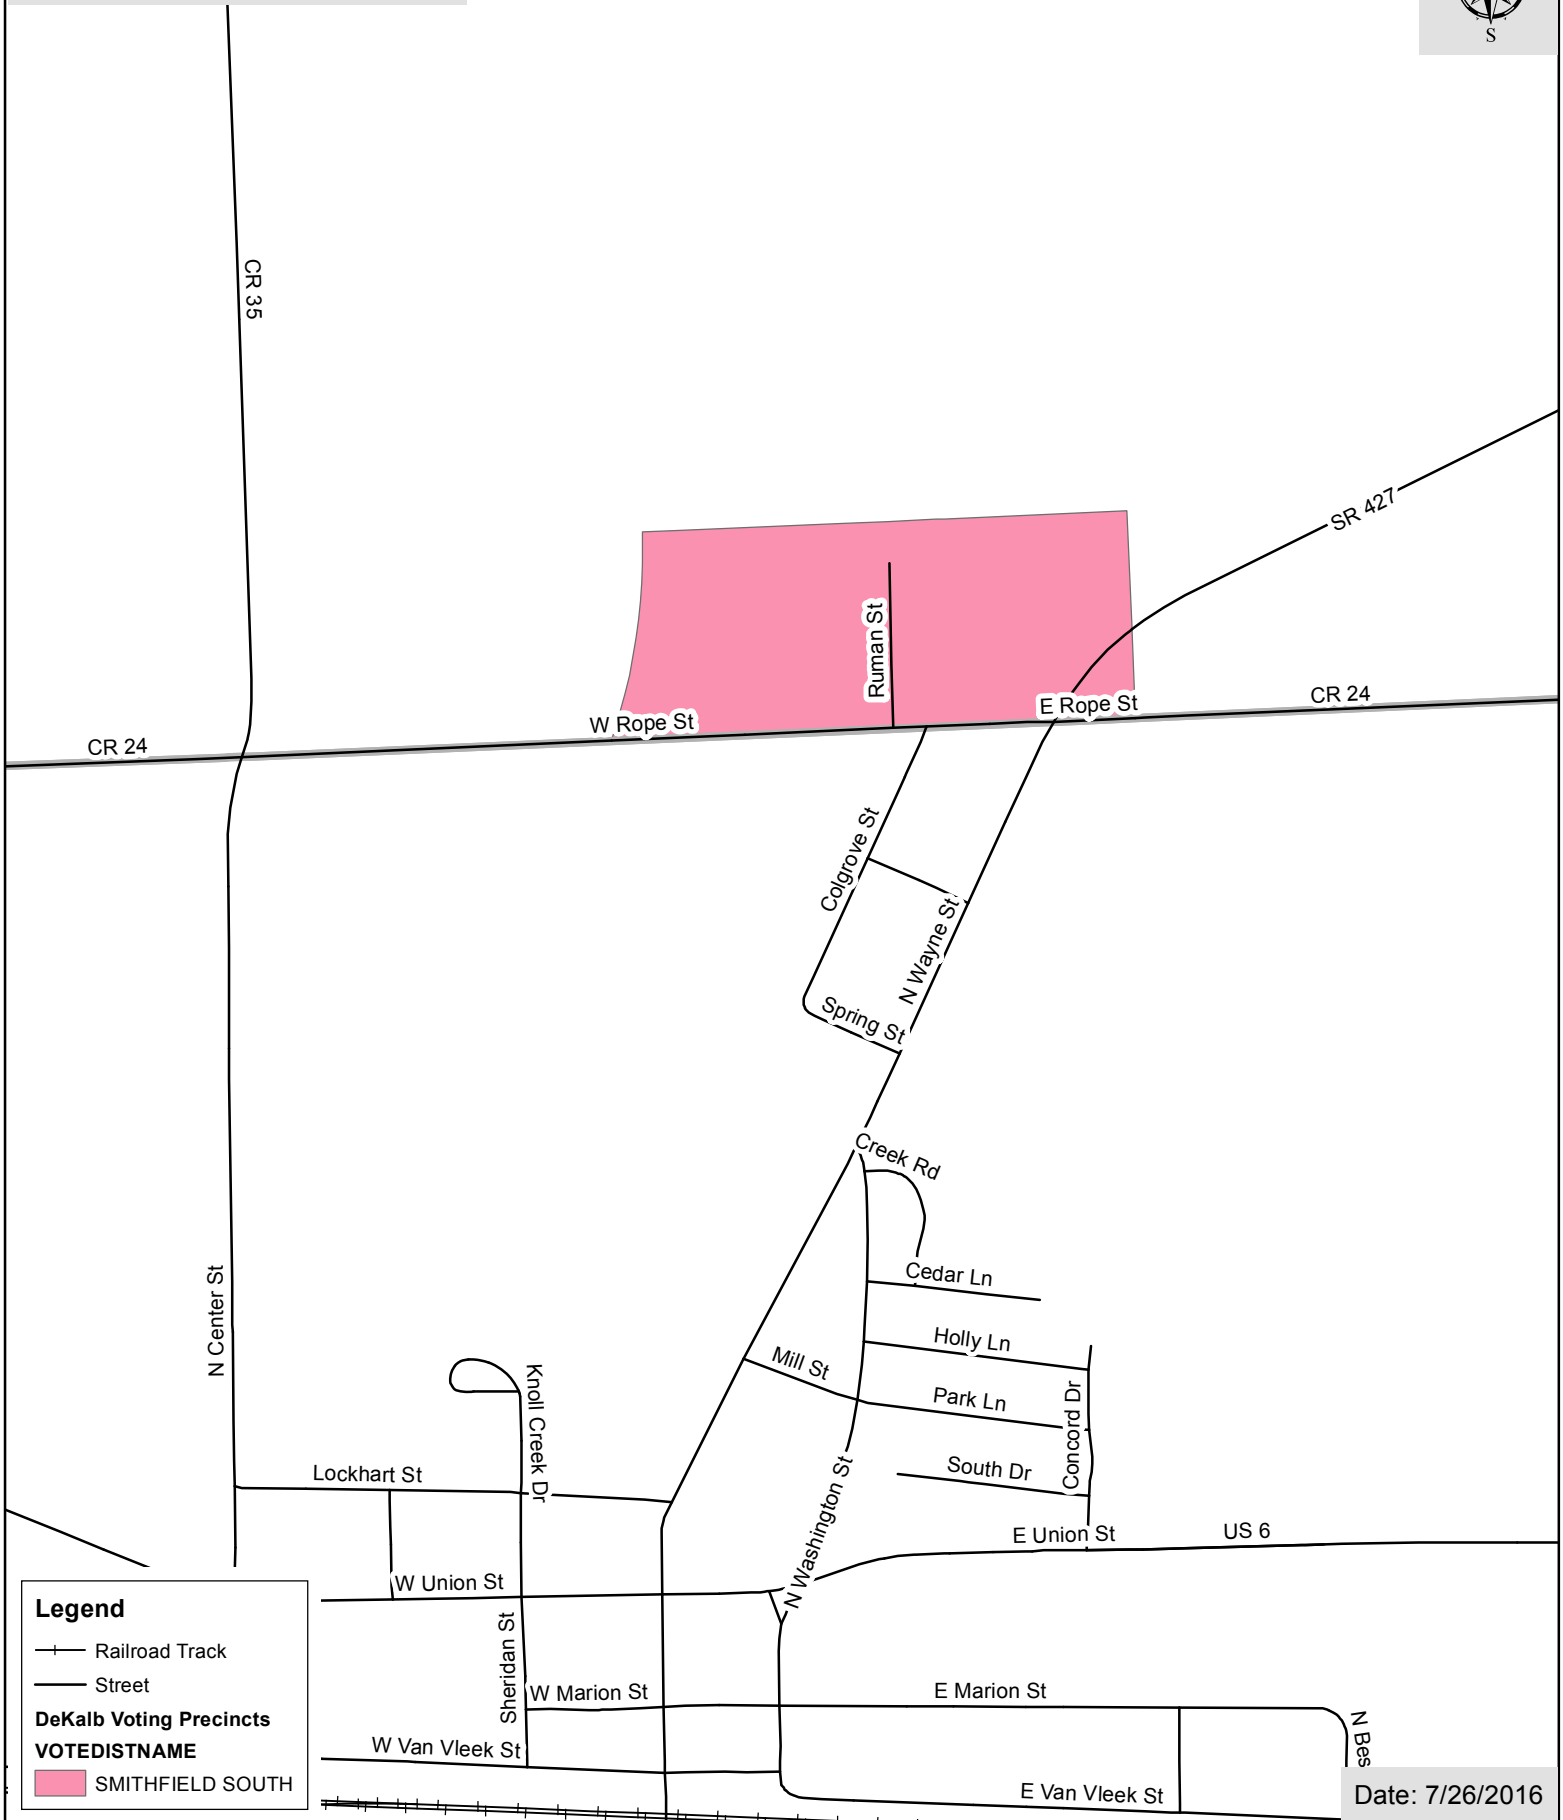 S
CR 35
SR 427
Ruman St
E Rope St
CR 24
W Rope St
CR 24
Colgrove St
N Wayne St
Spring St
Creek Rd
Cedar Ln
N Center St
Holly Ln
Mill St
Knoll Creek Dr
Park Ln
Concord Dr
South Dr
Lockhart St
N Washington St
E Union St
US 6
W Union St
Sheridan St
W Marion St
E Marion St
N Bes
W Van Vleek St
E Van Vleek St
Legend
Railroad Track
Street
DeKalb Voting Precincts
VOTEDISTNAME
SMITHFIELD SOUTH
Date: 7/26/2016